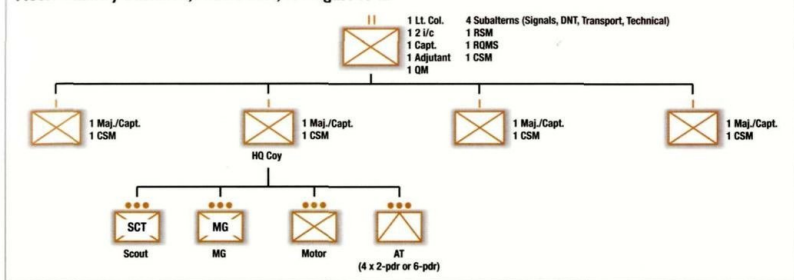 1 Lt. Col.
1 2 i/c
1 Capt.
1 Adjutant
1 QM
4 Subalterns (Signals, DNT, Transport, Technical)
1 RSM
1 RQMS
1 CSM
1 Maj./Capt.
1 CSM
1 Maj./Capt.
1 CSM
HQ Coy
1 Maj./Capt.
1 CSM
1 Maj./Capt.
1 CSM
SCT
Scout
MG
MG
Motor
AT
(4 x 2-pdr or 6-pdr)